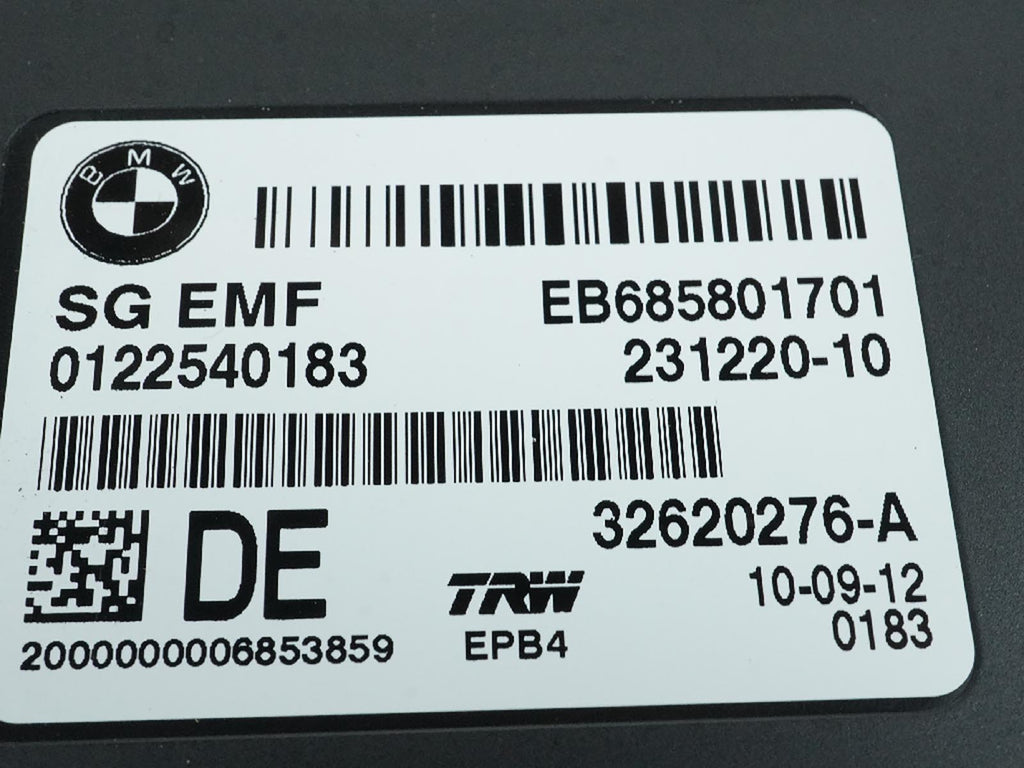 BMW
SG EMF EB685801701
0122540183 231220-10
32620276-A
DE
TRW 10-09-12
EPB4 0183
2000000006853859